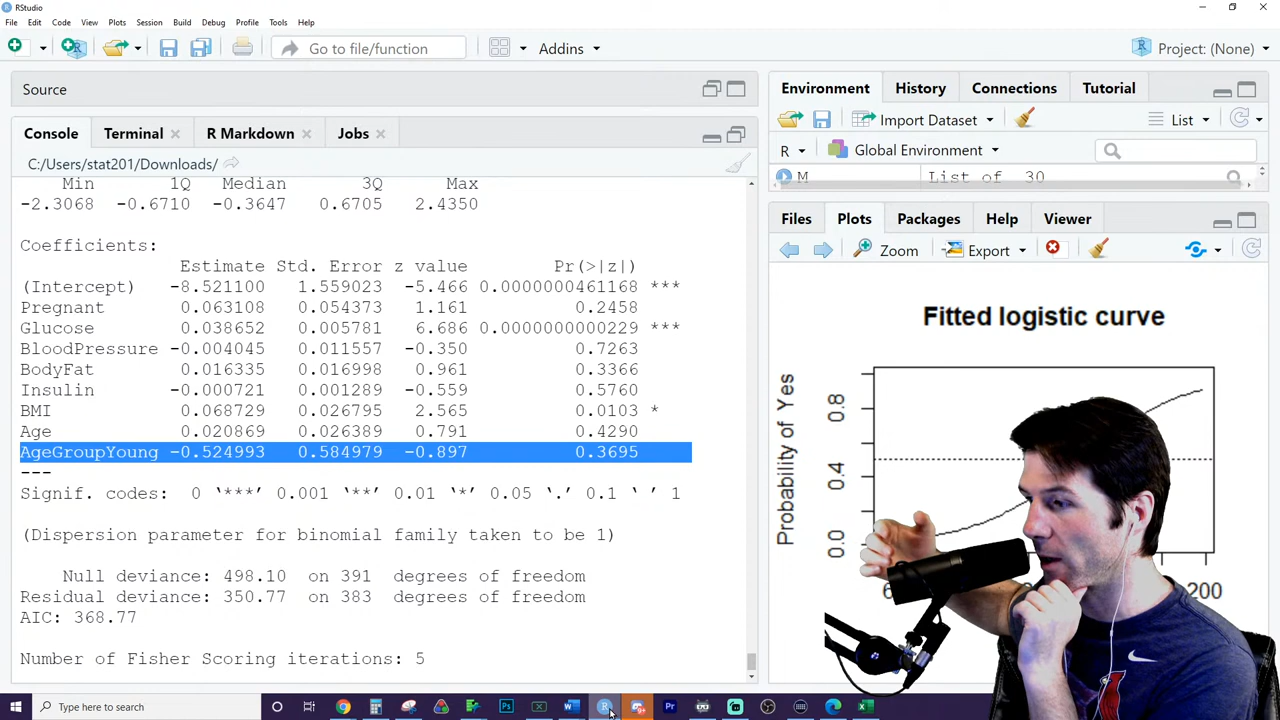 RStudio
File Edit Code View Plots Session Build Debug Profile Tools Help
Go to file/function Addins Project: (None)
Source
Console Terminal R Markdown Jobs
C:/Users/stat201/Downloads/
Min 1Q Median 3Q Max
-2.3068 -0.6710 -0.3647 0.6705 2.4350
Coefficients:
Estimate Std. Error z value Pr(>|z|)
(Intercept) -8.521100 1.559023 -5.466 0.0000000461168 ***
Pregnant 0.063108 0.054373 1.161 0.2458
Glucose 0.038652 0.005781 6.686 0.0000000000229 ***
BloodPressure -0.004045 0.011557 -0.350 0.7263
BodyFat 0.016335 0.016998 0.961 0.3366
Insulin -0.000721 0.001289 -0.559 0.5760
BMI 0.068729 0.026795 2.565 0.0103 *
Age 0.020869 0.026389 0.791 0.4290
AgeGroupYoung -0.524993 0.584979 -0.897 0.3695
---
Signif. codes: 0 ‘***’ 0.001 ‘**’ 0.01 ‘*’ 0.05 ‘.’ 0.1 ‘ ’ 1
(Dispersion parameter for binomial family taken to be 1)
Null deviance: 498.10 on 391 degrees of freedom
Residual deviance: 350.77 on 383 degrees of freedom
AIC: 368.77
Number of Fisher Scoring iterations: 5
Environment History Connections Tutorial
Import Dataset List
R Global Environment
M List of 30
Files Plots Packages Help Viewer
Zoom Export
Fitted logistic curve
Probability of Yes
0.8
0.4
0.0
200
Type here to search